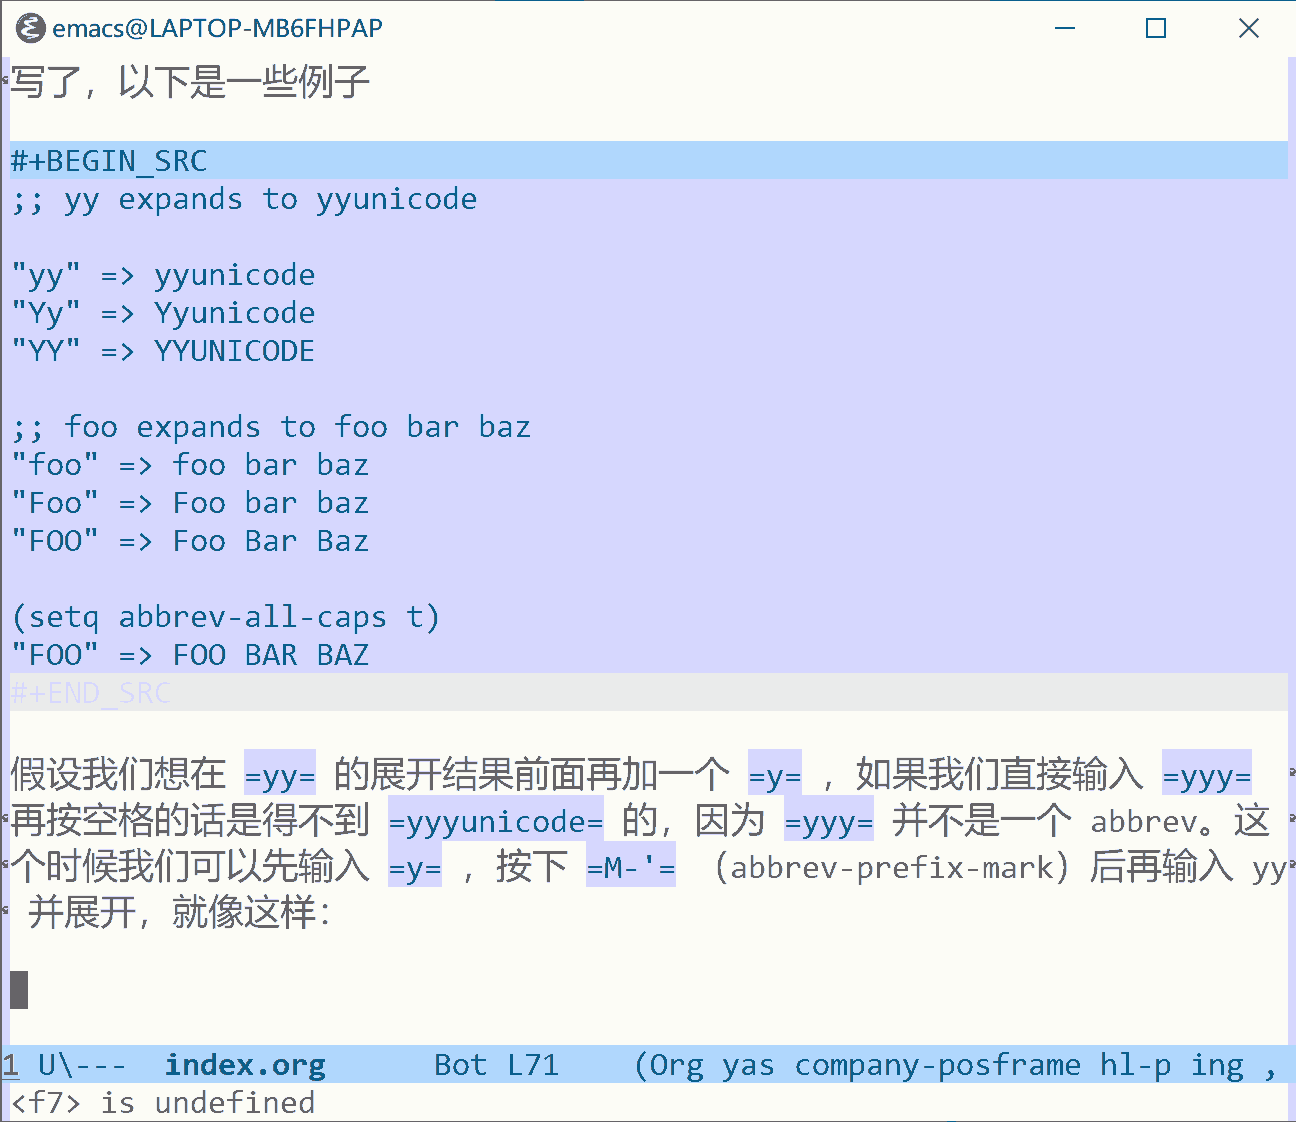 emacs@LAPTOP-MB6FHPAP
写了，以下是一些例子
#+BEGIN_SRC
;; yy expands to yyunicode
"yy" => yyunicode
"Yy" => Yyunicode
"YY" => YYUNICODE
;; foo expands to foo bar baz
"foo" => foo bar baz
"Foo" => Foo bar baz
"FOO" => Foo Bar Baz
(setq abbrev-all-caps t)
"FOO" => FOO BAR BAZ
#+END_SRC
假设我们想在 =yy= 的展开结果前面再加一个 =y= ，如果我们直接输入 =yyy=
再按空格的话是得不到 =yyyunicode= 的，因为 =yyy= 并不是一个 abbrev。这
个时候我们可以先输入 =y= ，按下 =M-'= （abbrev-prefix-mark）后再输入 yy
并展开，就像这样：
1 U\--- index.org Bot L71 (Org yas company-posframe hl-p ing ,
<f7> is undefined